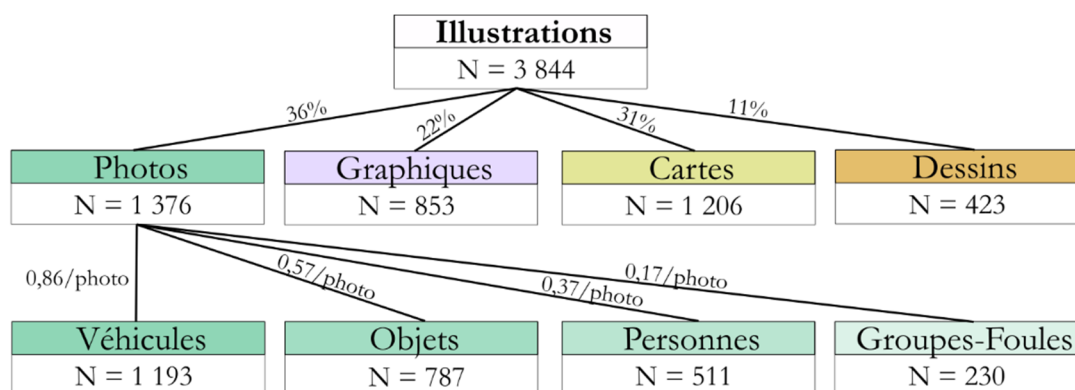 Illustrations
N = 3 844
36%
22%
31%
11%
Photos
Graphiques
Cartes
Dessins
N = 1 376
N = 853
N = 1 206
N = 423
0,86/photo
0,57/photo
0,37/photo
0,17/photo
Véhicules
Objets
Personnes
Groupes-Foules
N = 1 193
N = 787
N = 511
N = 230